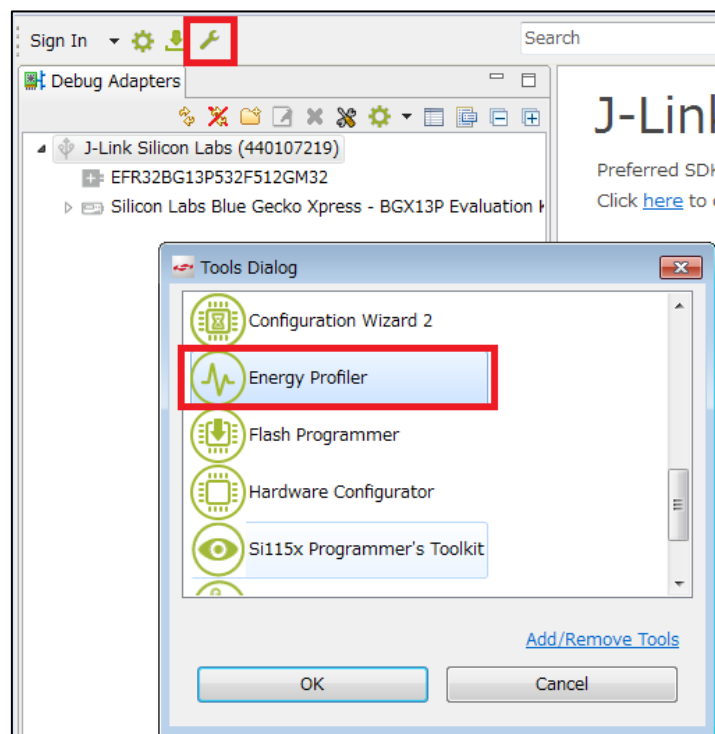 Sign In
Search
Debug Adapters
J-Link Silicon Labs (440107219)
EFR32BG13P532F512GM32
Silicon Labs Blue Gecko Xpress - BGX13P Evaluation
J-Lin
Preferred SD
Click here to
Tools Dialog
Configuration Wizard 2
Energy Profiler
Flash Programmer
Hardware Configurator
Si115x Programmer's Toolkit
Add/Remove Tools
OK
Cancel